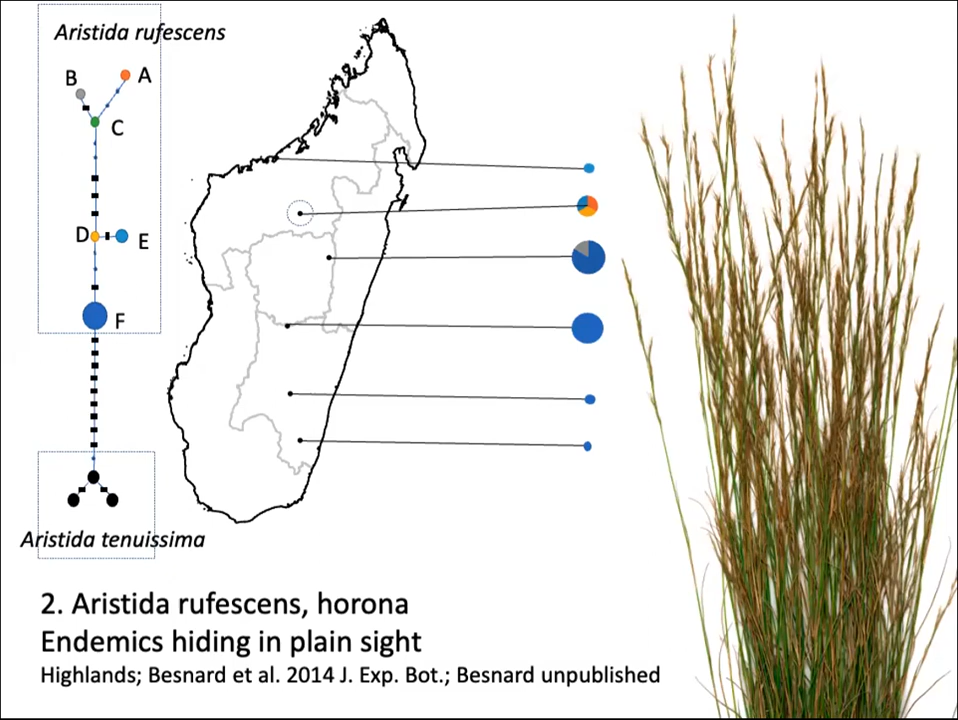 Aristida rufescens
B
A
C
D
E
F
Aristida tenuissima
2. Aristida rufescens, horona
Endemics hiding in plain sight
Highlands; Besnard et al. 2014 J. Exp. Bot.; Besnard unpublished